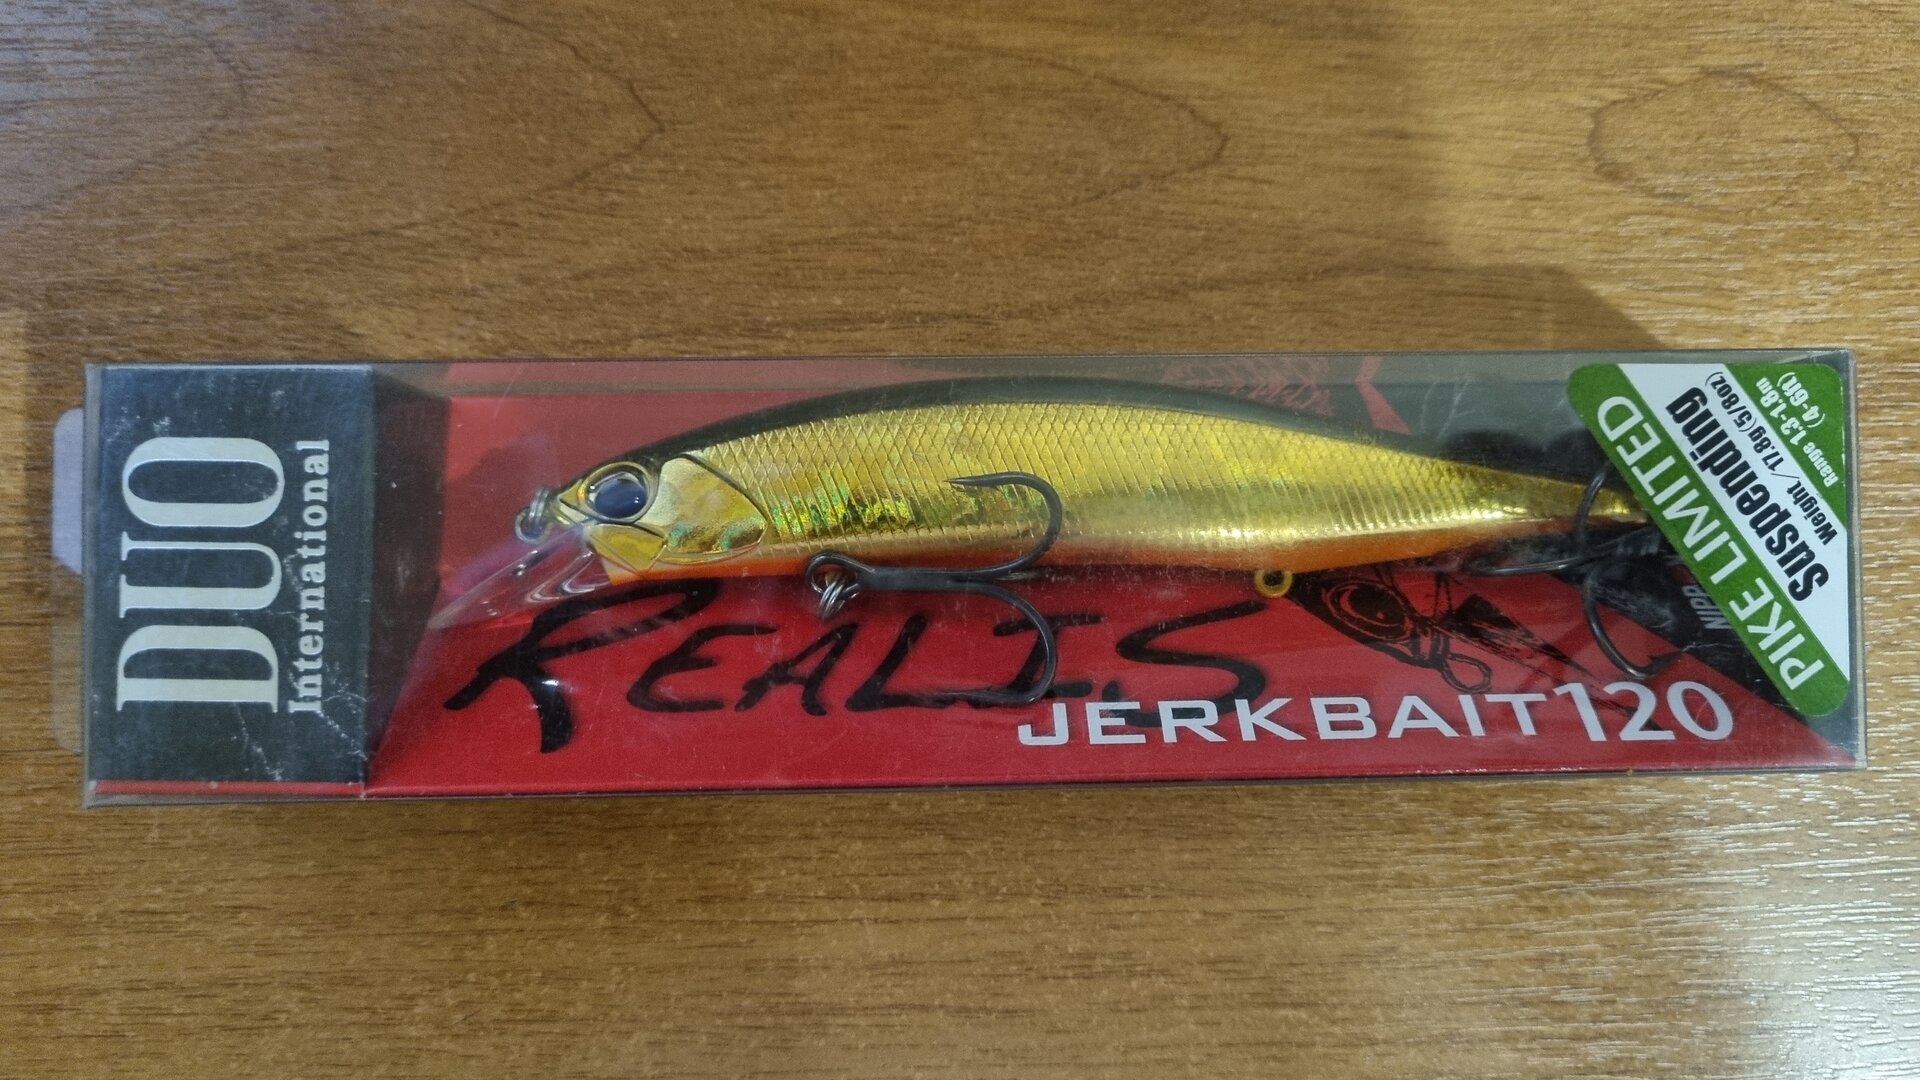 DUO
International
REALIS
JERKBAIT120
PIKE LIMITED
Suspending
Weight / 17.8g(5/8oz)
Range 1.3-1.8m
(4-6ft)